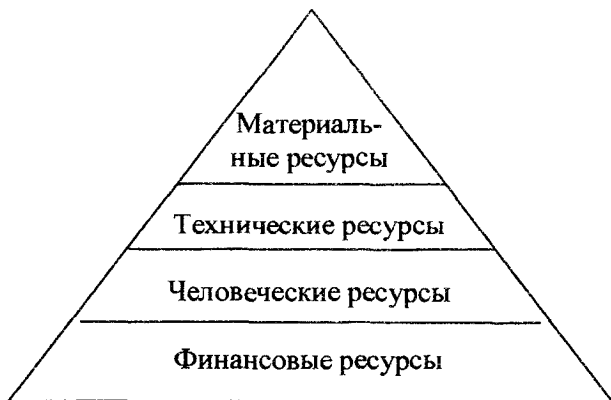 Материаль-
ные ресурсы
Технические ресурсы
Человеческие ресурсы
Финансовые ресурсы